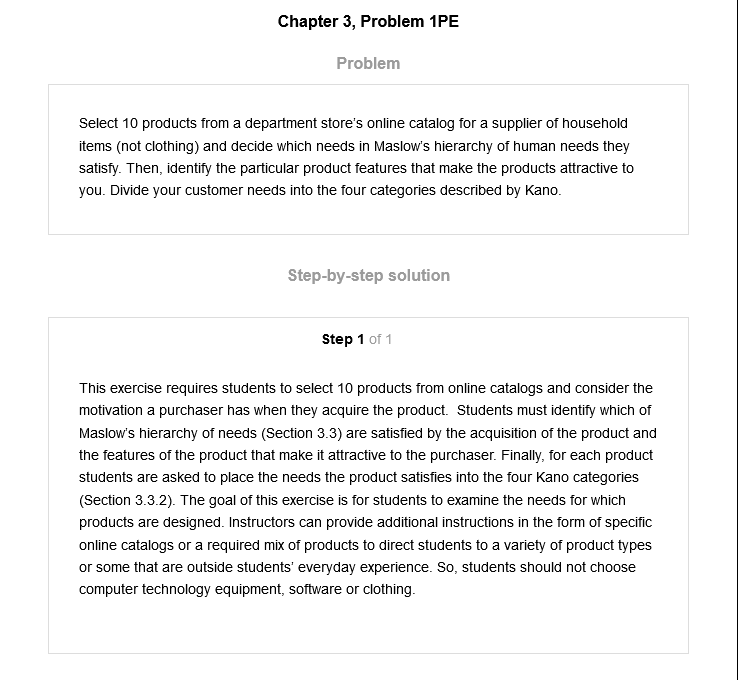 Chapter 3, Problem 1PE
Problem
Select 10 products from a department store's online catalog for a supplier of household
items (not clothing) and decide which needs in Maslow's hierarchy of human needs they
satisfy. Then, identify the particular product features that make the products attractive to
you. Divide your customer needs into the four categories described by Kano.
Step-by-step solution
Step 1 of 1
This exercise requires students to select 10 products from online catalogs and consider the
motivation a purchaser has when they acquire the product.  Students must identify which of
Maslow's hierarchy of needs (Section 3.3) are satisfied by the acquisition of the product and
the features of the product that make it attractive to the purchaser. Finally, for each product
students are asked to place the needs the product satisfies into the four Kano categories
(Section 3.3.2). The goal of this exercise is for students to examine the needs for which
products are designed. Instructors can provide additional instructions in the form of specific
online catalogs or a required mix of products to direct students to a variety of product types
or some that are outside students' everyday experience. So, students should not choose
computer technology equipment, software or clothing.